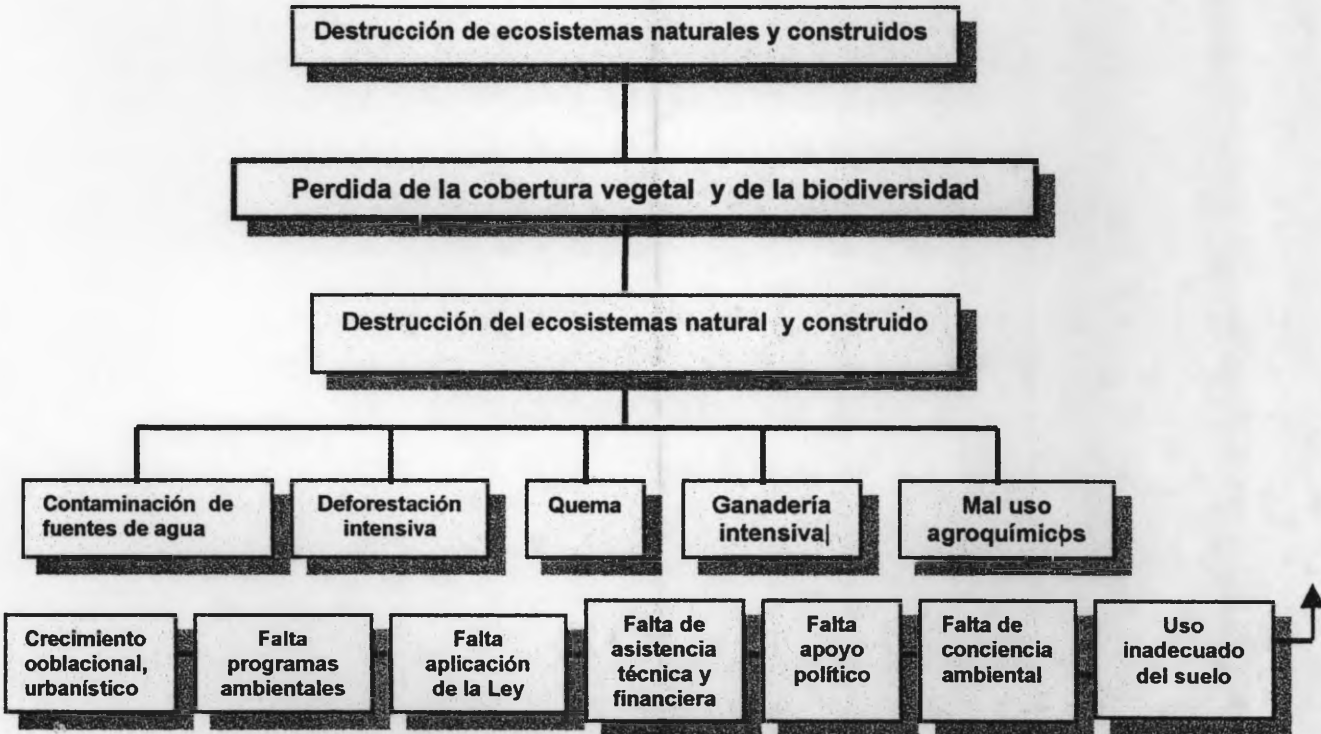 Destrucción de ecosistemas naturales y construidos
Perdida de la cobertura vegetal y de la biodiversidad
Destrucción del ecosistemas natural y construido
Contaminación de
fuentes de agua
Deforestación
intensiva
Quema
Ganadería
intensiva
Mal uso
agroquímicos
Crecimiento
ooblacional,
urbanístico
Falta
programas
ambientales
Falta
aplicación
de la Ley
Falta de
asistencia
técnica y
financiera
Falta
apoyo
político
Falta de
conciencia
ambiental
Uso
inadecuado
del suelo